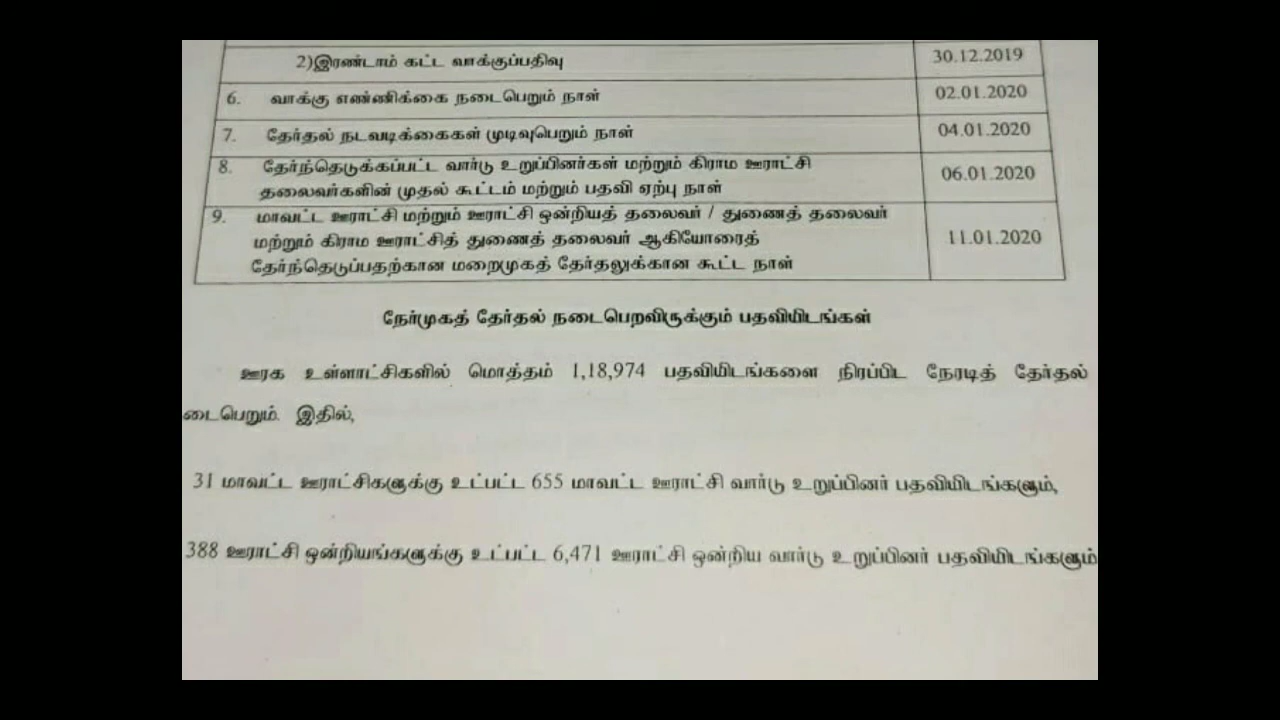 2)இரண்டாம் கட்ட வாக்குப்பதிவு 30.12.2019
6. வாக்கு எண்ணிக்கை நடைபெறும் நாள் 02.01.2020
7. தேர்தல் நடவடிக்கைகள் முடிவுபெறும் நாள் 04.01.2020
8. தேர்ந்தெடுக்கப்பட்ட வார்டு உறுப்பினர்கள் மற்றும் கிராம ஊராட்சி
தலைவர்களின் முதல் கூட்டம் மற்றும் பதவி ஏற்பு நாள் 06.01.2020
9. மாவட்ட ஊராட்சி மற்றும் ஊராட்சி ஒன்றியத் தலைவர் / துணைத் தலைவர்
மற்றும் கிராம ஊராட்சித் துணைத் தலைவர் ஆகியோரைத் 11.01.2020
தேர்ந்தெடுப்பதற்கான மறைமுகத் தேர்தலுக்கான கூட்ட நாள்
நேர்முகத் தேர்தல் நடைபெறவிருக்கும் பதவியிடங்கள்
ஊரக உள்ளாட்சிகளில் மொத்தம் 1,18,974 பதவியிடங்களை நிரப்பிட நேரடித் தேர்தல்
டைபெறும். இதில்,
31 மாவட்ட ஊராட்சிகளுக்கு உட்பட்ட 655 மாவட்ட ஊராட்சி வார்டு உறுப்பினர் பதவியிடங்களும்,
388 ஊராட்சி ஒன்றியங்களுக்கு உட்பட்ட 6,471 ஊராட்சி ஒன்றிய வார்டு உறுப்பினர் பதவியிடங்களும்